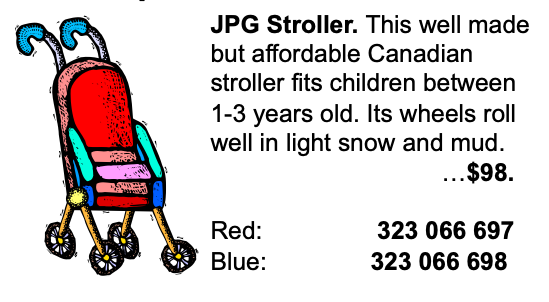 JPG Stroller. This well made
but affordable Canadian
stroller fits children between
1-3 years old. Its wheels roll
well in light snow and mud.
…$98.
Red: 323 066 697
Blue: 323 066 698